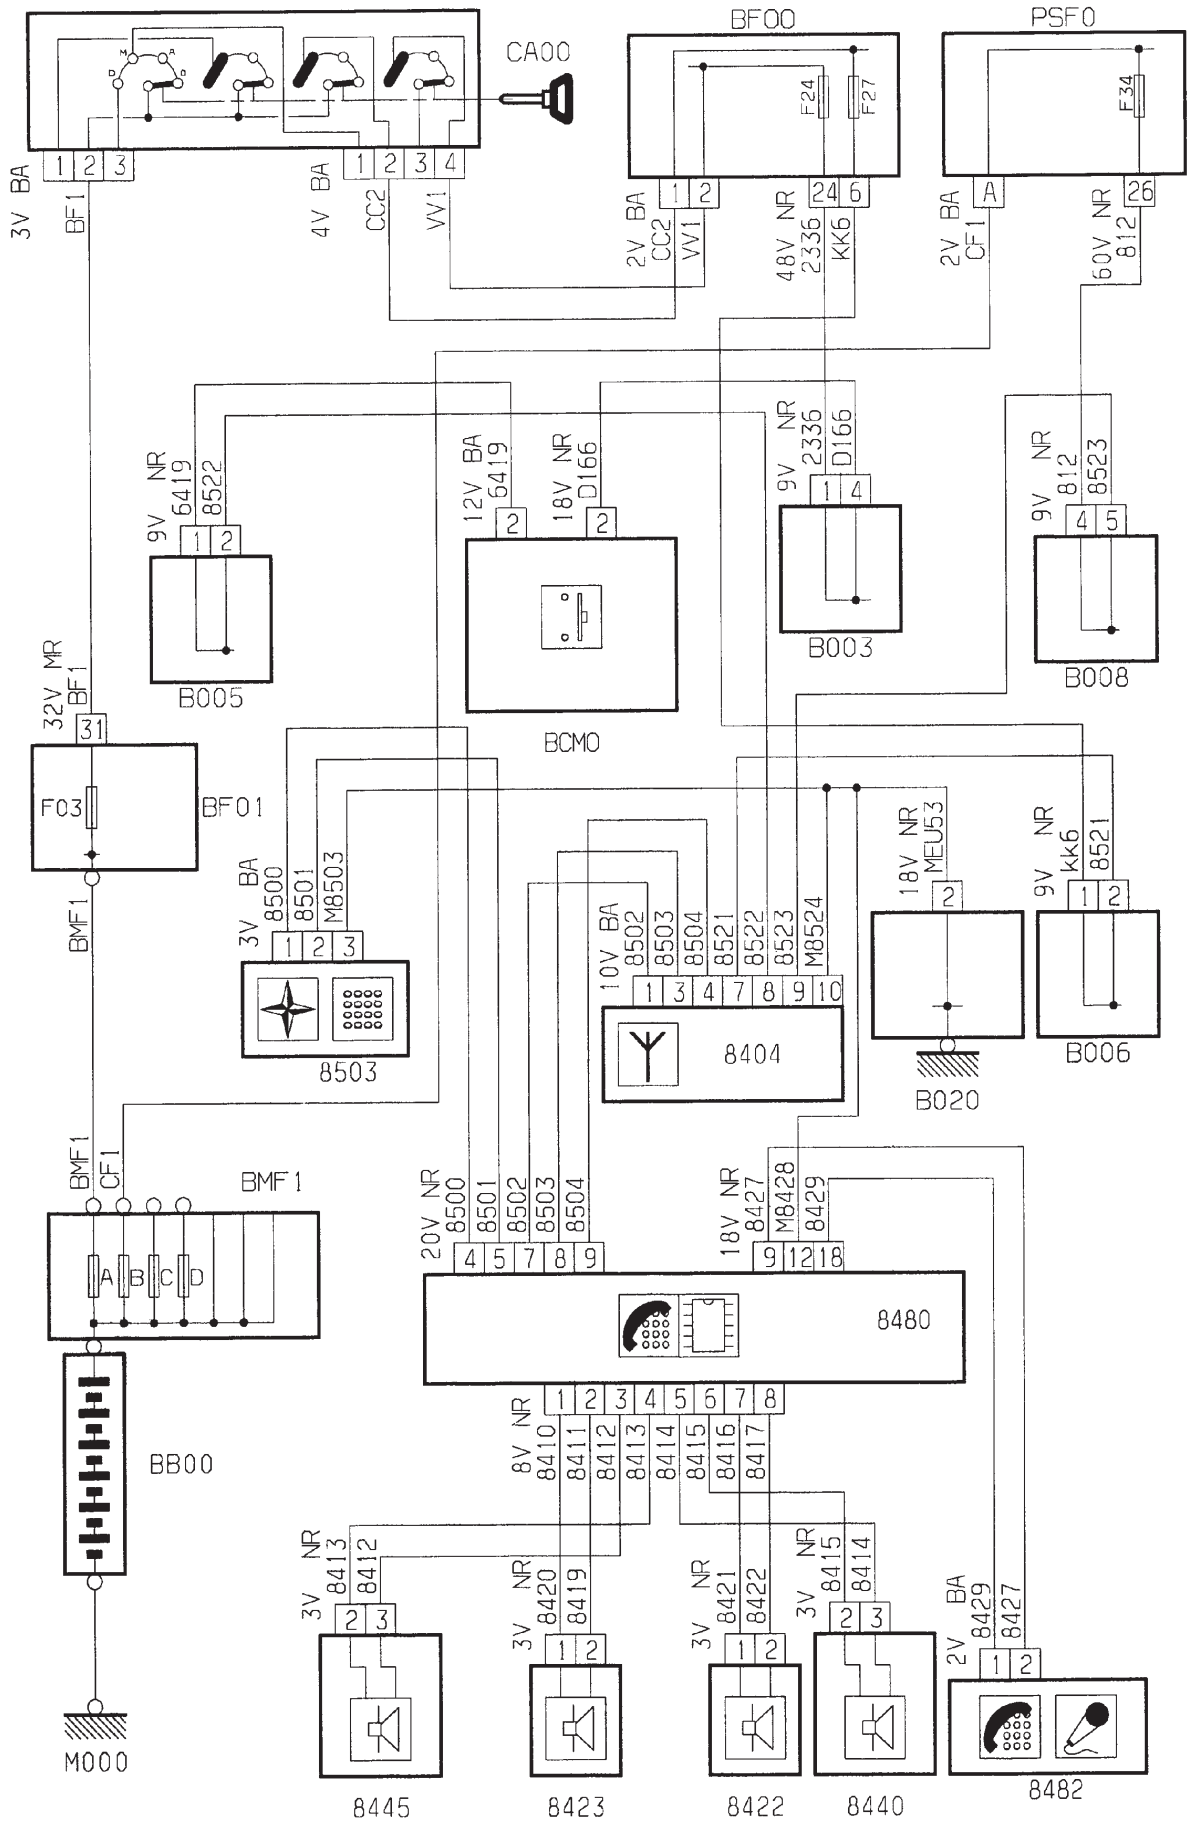 BF00
PSF0
CA00
M
A
D
D
F24
F27
F34
1 2 3
1 2 3 4
3V BA
BF1
4V BA
CC2
VV1
1 2
24 6
A
26
2V BA
CC2
VV1
48V NR
2336
KK6
2V BA
CF1
60V NR
812
9V NR
6419
8522
12V BA
6419
18V NR
D166
9V NR
2336
D166
9V NR
812
8523
1 2
2
2
1 4
4 5
B005
BCM0
B003
B008
32V MR
BF1
31
F03
BF01
BMF1
3V BA
8500
8501
M8503
1 2 3
8503
10V BA
8502
8503
8504
8521
8522
8523
M8524
1 3 4 7 8 9 10
8404
18V NR
MEU53
2
B020
9V NR
kk6
8521
1 2
B006
BMF1
CF1
BMF1
A B C D
20V NR
8500
8501
8502
8503
8504
4 5 7 8 9
18V NR
8427
M8428
8429
9 12 18
8480
BB00
M000
1 2 3 4 5 6 7 8
8V NR
8410
8411
8412
8413
8414
8415
8416
8417
3V NR
8413
8412
2 3
8445
3V NR
8420
8419
1 2
8423
3V NR
8421
8422
1 2
8422
3V NR
8415
8414
2 3
8440
2V BA
8429
8427
1 2
8482